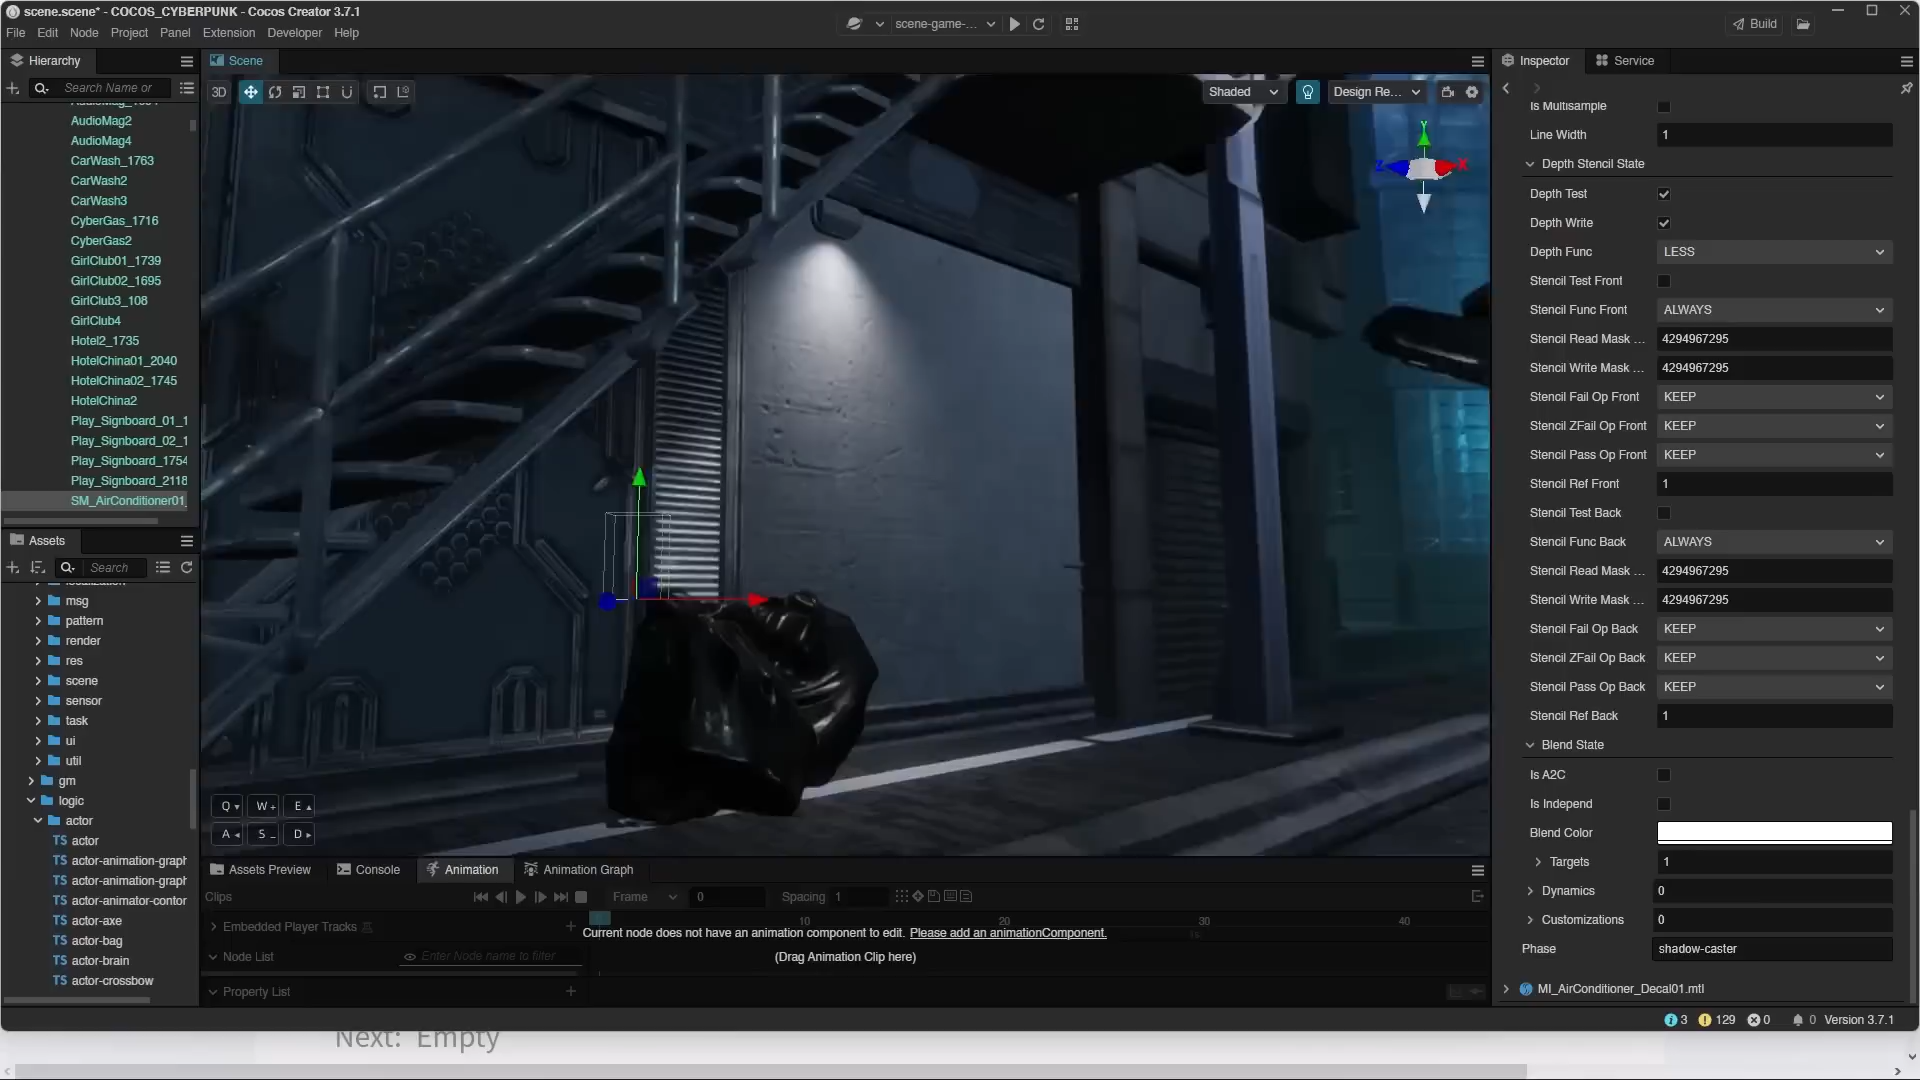 scene.scene* - COCOS_CYBERPUNK - Cocos Creator 3.7.1
File Edit Node Project Panel Extension Developer Help
scene-game-...
Build
Hierarchy
Search Name or
AudioMag2
AudioMag4
CarWash_1763
CarWash2
CarWash3
CyberGas_1716
CyberGas2
GirlClub01_1739
GirlClub02_1695
GirlClub3_108
GirlClub4
Hotel2_1735
HotelChina01_2040
HotelChina02_1745
HotelChina2
Play_Signboard_01_1
Play_Signboard_02_1
Play_Signboard_1754
Play_Signboard_2118
SM_AirConditioner01_
Assets
Search
msg
pattern
render
res
scene
sensor
task
ui
util
gm
logic
actor
TS actor
TS actor-animation-graph
TS actor-animation-graph
TS actor-animator-contor
TS actor-axe
TS actor-bag
TS actor-brain
TS actor-crossbow
Scene
3D
Shaded
Design Re...
Y
Z X
Q W E
A S D
Assets Preview Console Animation Animation Graph
Clips Frame 0 Spacing 1
Embedded Player Tracks
10 20 30 40
Current node does not have an animation component to edit. Please add an animationComponent.
Node List Enter Node name to filter
(Drag Animation Clip here)
Property List
Inspector Service
Is Multisample
Line Width 1
Depth Stencil State
Depth Test
Depth Write
Depth Func LESS
Stencil Test Front
Stencil Func Front ALWAYS
Stencil Read Mask ... 4294967295
Stencil Write Mask ... 4294967295
Stencil Fail Op Front KEEP
Stencil ZFail Op Front KEEP
Stencil Pass Op Front KEEP
Stencil Ref Front 1
Stencil Test Back
Stencil Func Back ALWAYS
Stencil Read Mask ... 4294967295
Stencil Write Mask ... 4294967295
Stencil Fail Op Back KEEP
Stencil ZFail Op Back KEEP
Stencil Pass Op Back KEEP
Stencil Ref Back 1
Blend State
Is A2C
Is Independ
Blend Color
Targets 1
Dynamics 0
Customizations 0
Phase shadow-caster
MI_AirConditioner_Decal01.mtl
3 129 0 0 Version 3.7.1
Next: Empty